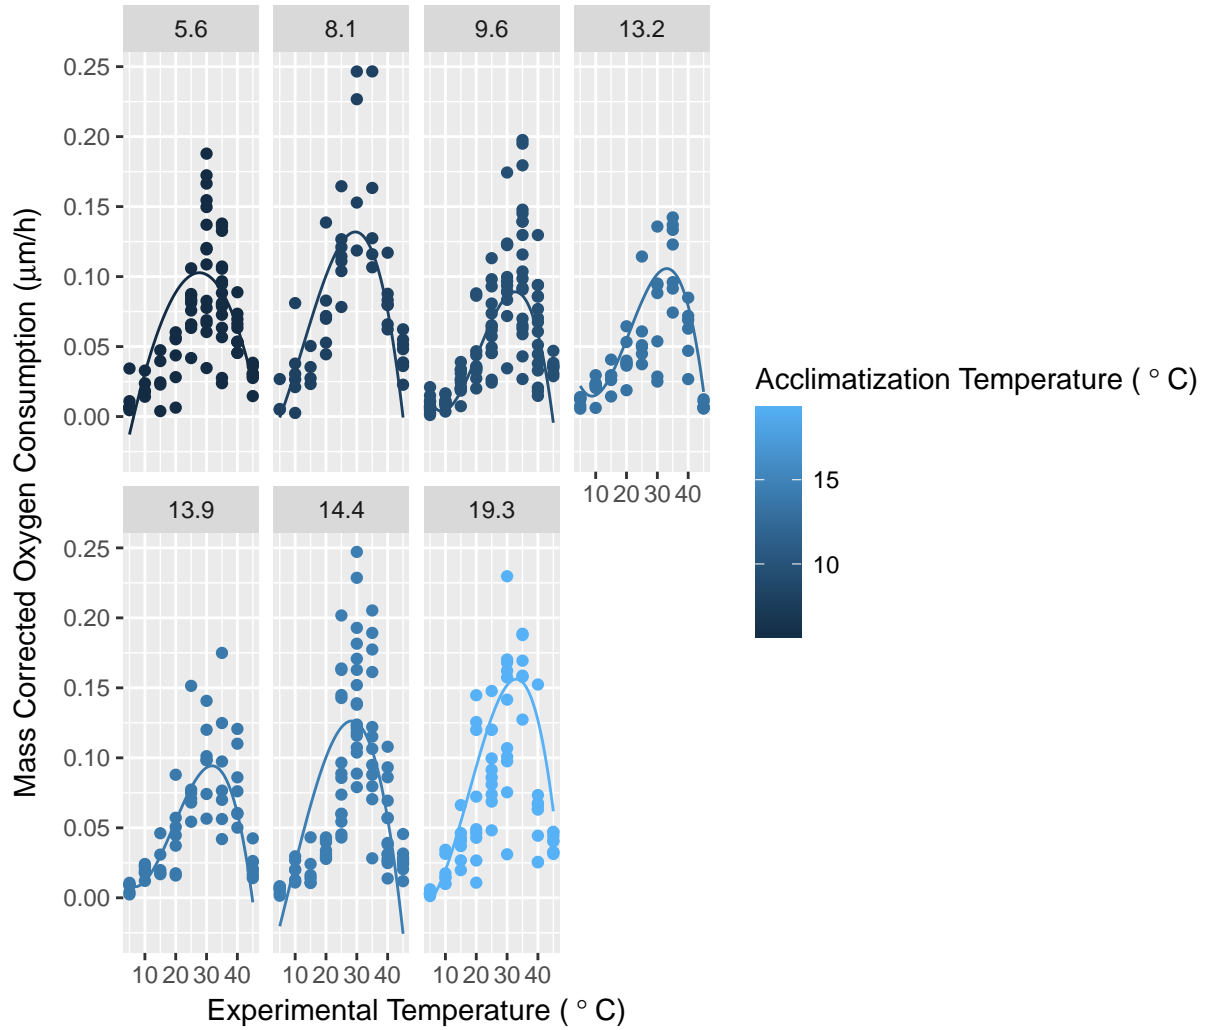 5.6 8.1 9.6 13.2
0.25
0.20
0.15
0.10
0.05
0.00
10 20 30 40
13.9 14.4 19.3
0.25
0.20
0.15
0.10
0.05
0.00
10 20 30 40 10 20 30 40 10 20 30 40
Experimental Temperature ( ° C)
Mass Corrected Oxygen Consumption (μm/h)
Acclimatization Temperature ( ° C)
15
10